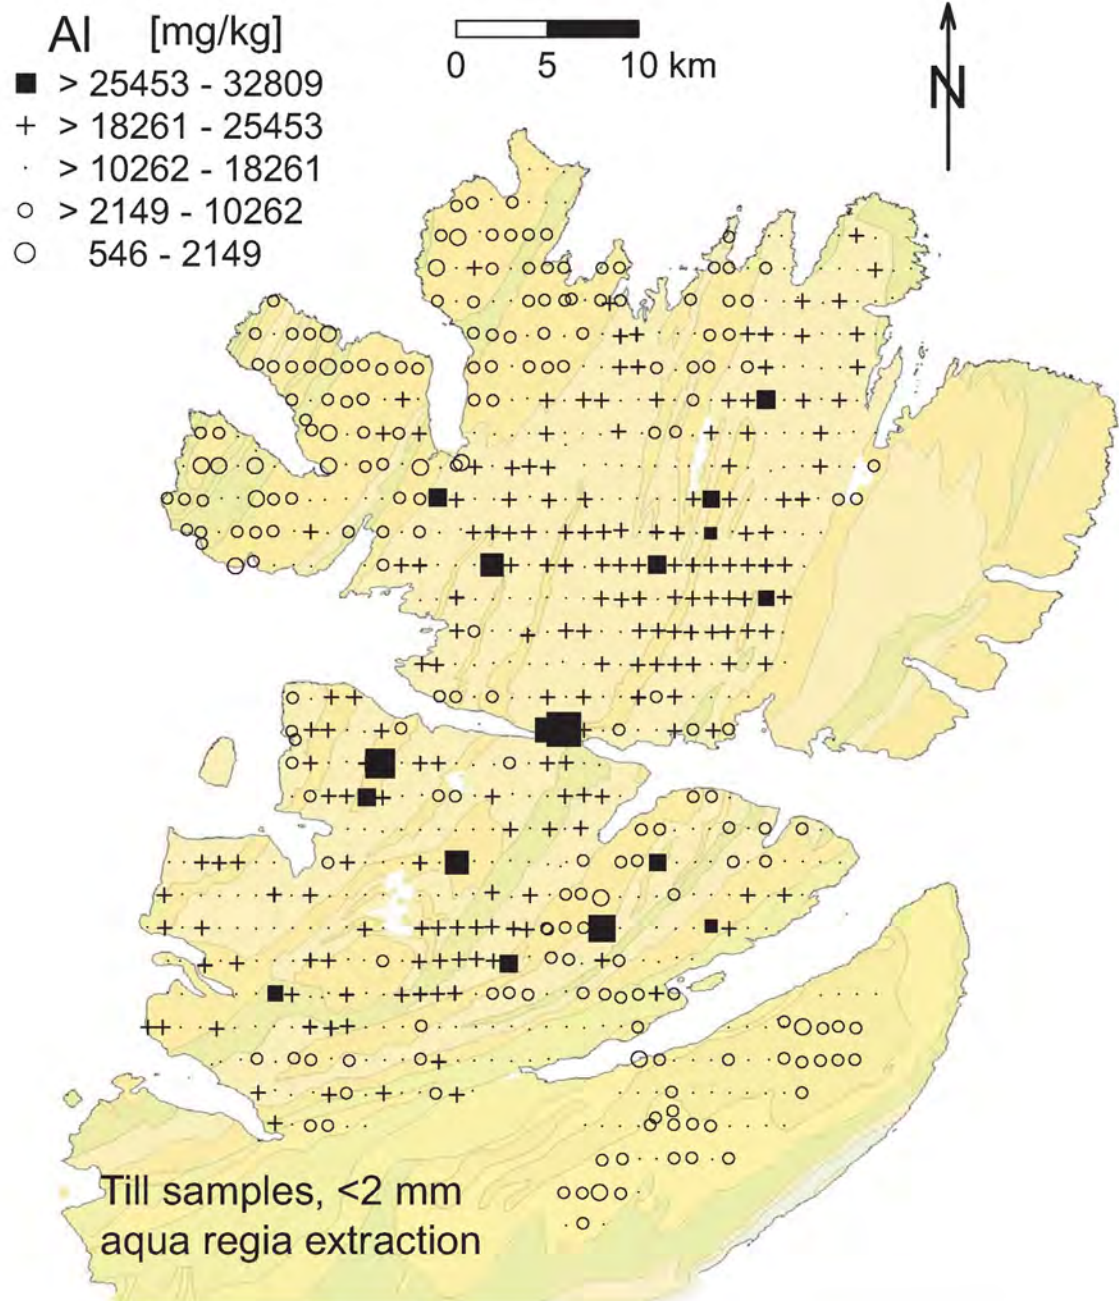 Al [mg/kg]
> 25453 - 32809
> 18261 - 25453
> 10262 - 18261
> 2149 - 10262
546 - 2149
0 5 10 km
N
Till samples, <2 mm
aqua regia extraction